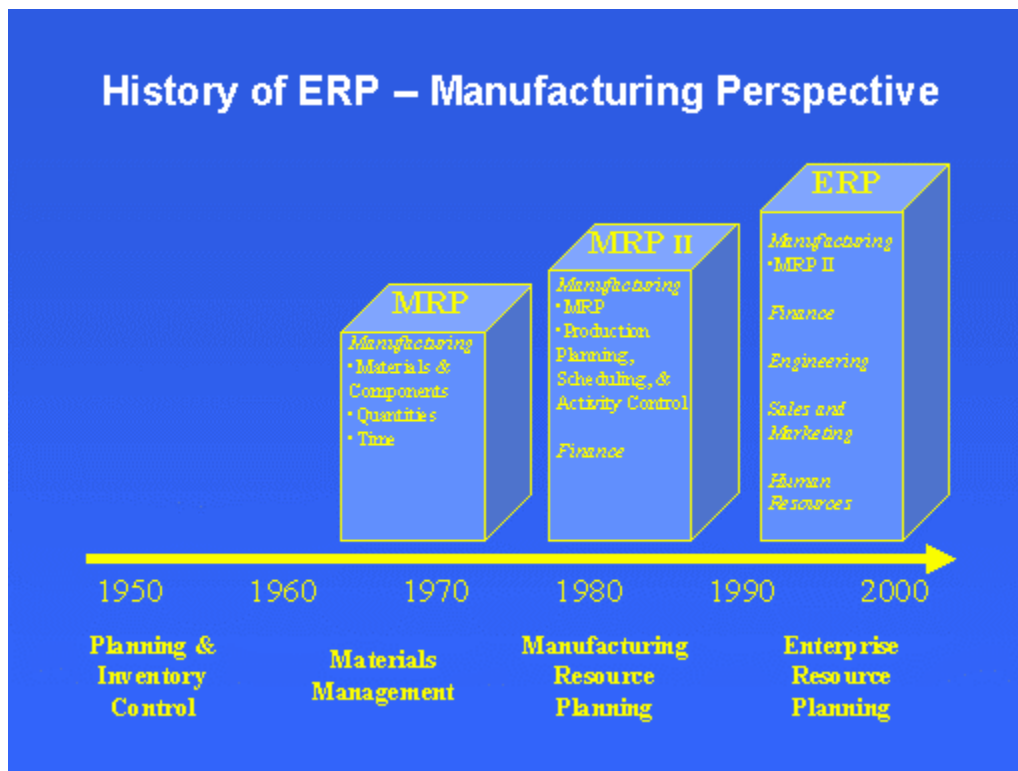 History of ERP – Manufacturing Perspective
MRP
Manufacturing
•Materials &
Components
•Quantities
•Time
MRP II
Manufacturing
•MRP
•Production
Planning,
Scheduling, &
Activity Control
Finance
ERP
Manufacturing
•MRP II
Finance
Engineering
Sales and
Marketing
Human
Resources
1950 1960 1970 1980 1990 2000
Planning &
Inventory
Control
Materials
Management
Manufacturing
Resource
Planning
Enterprise
Resource
Planning